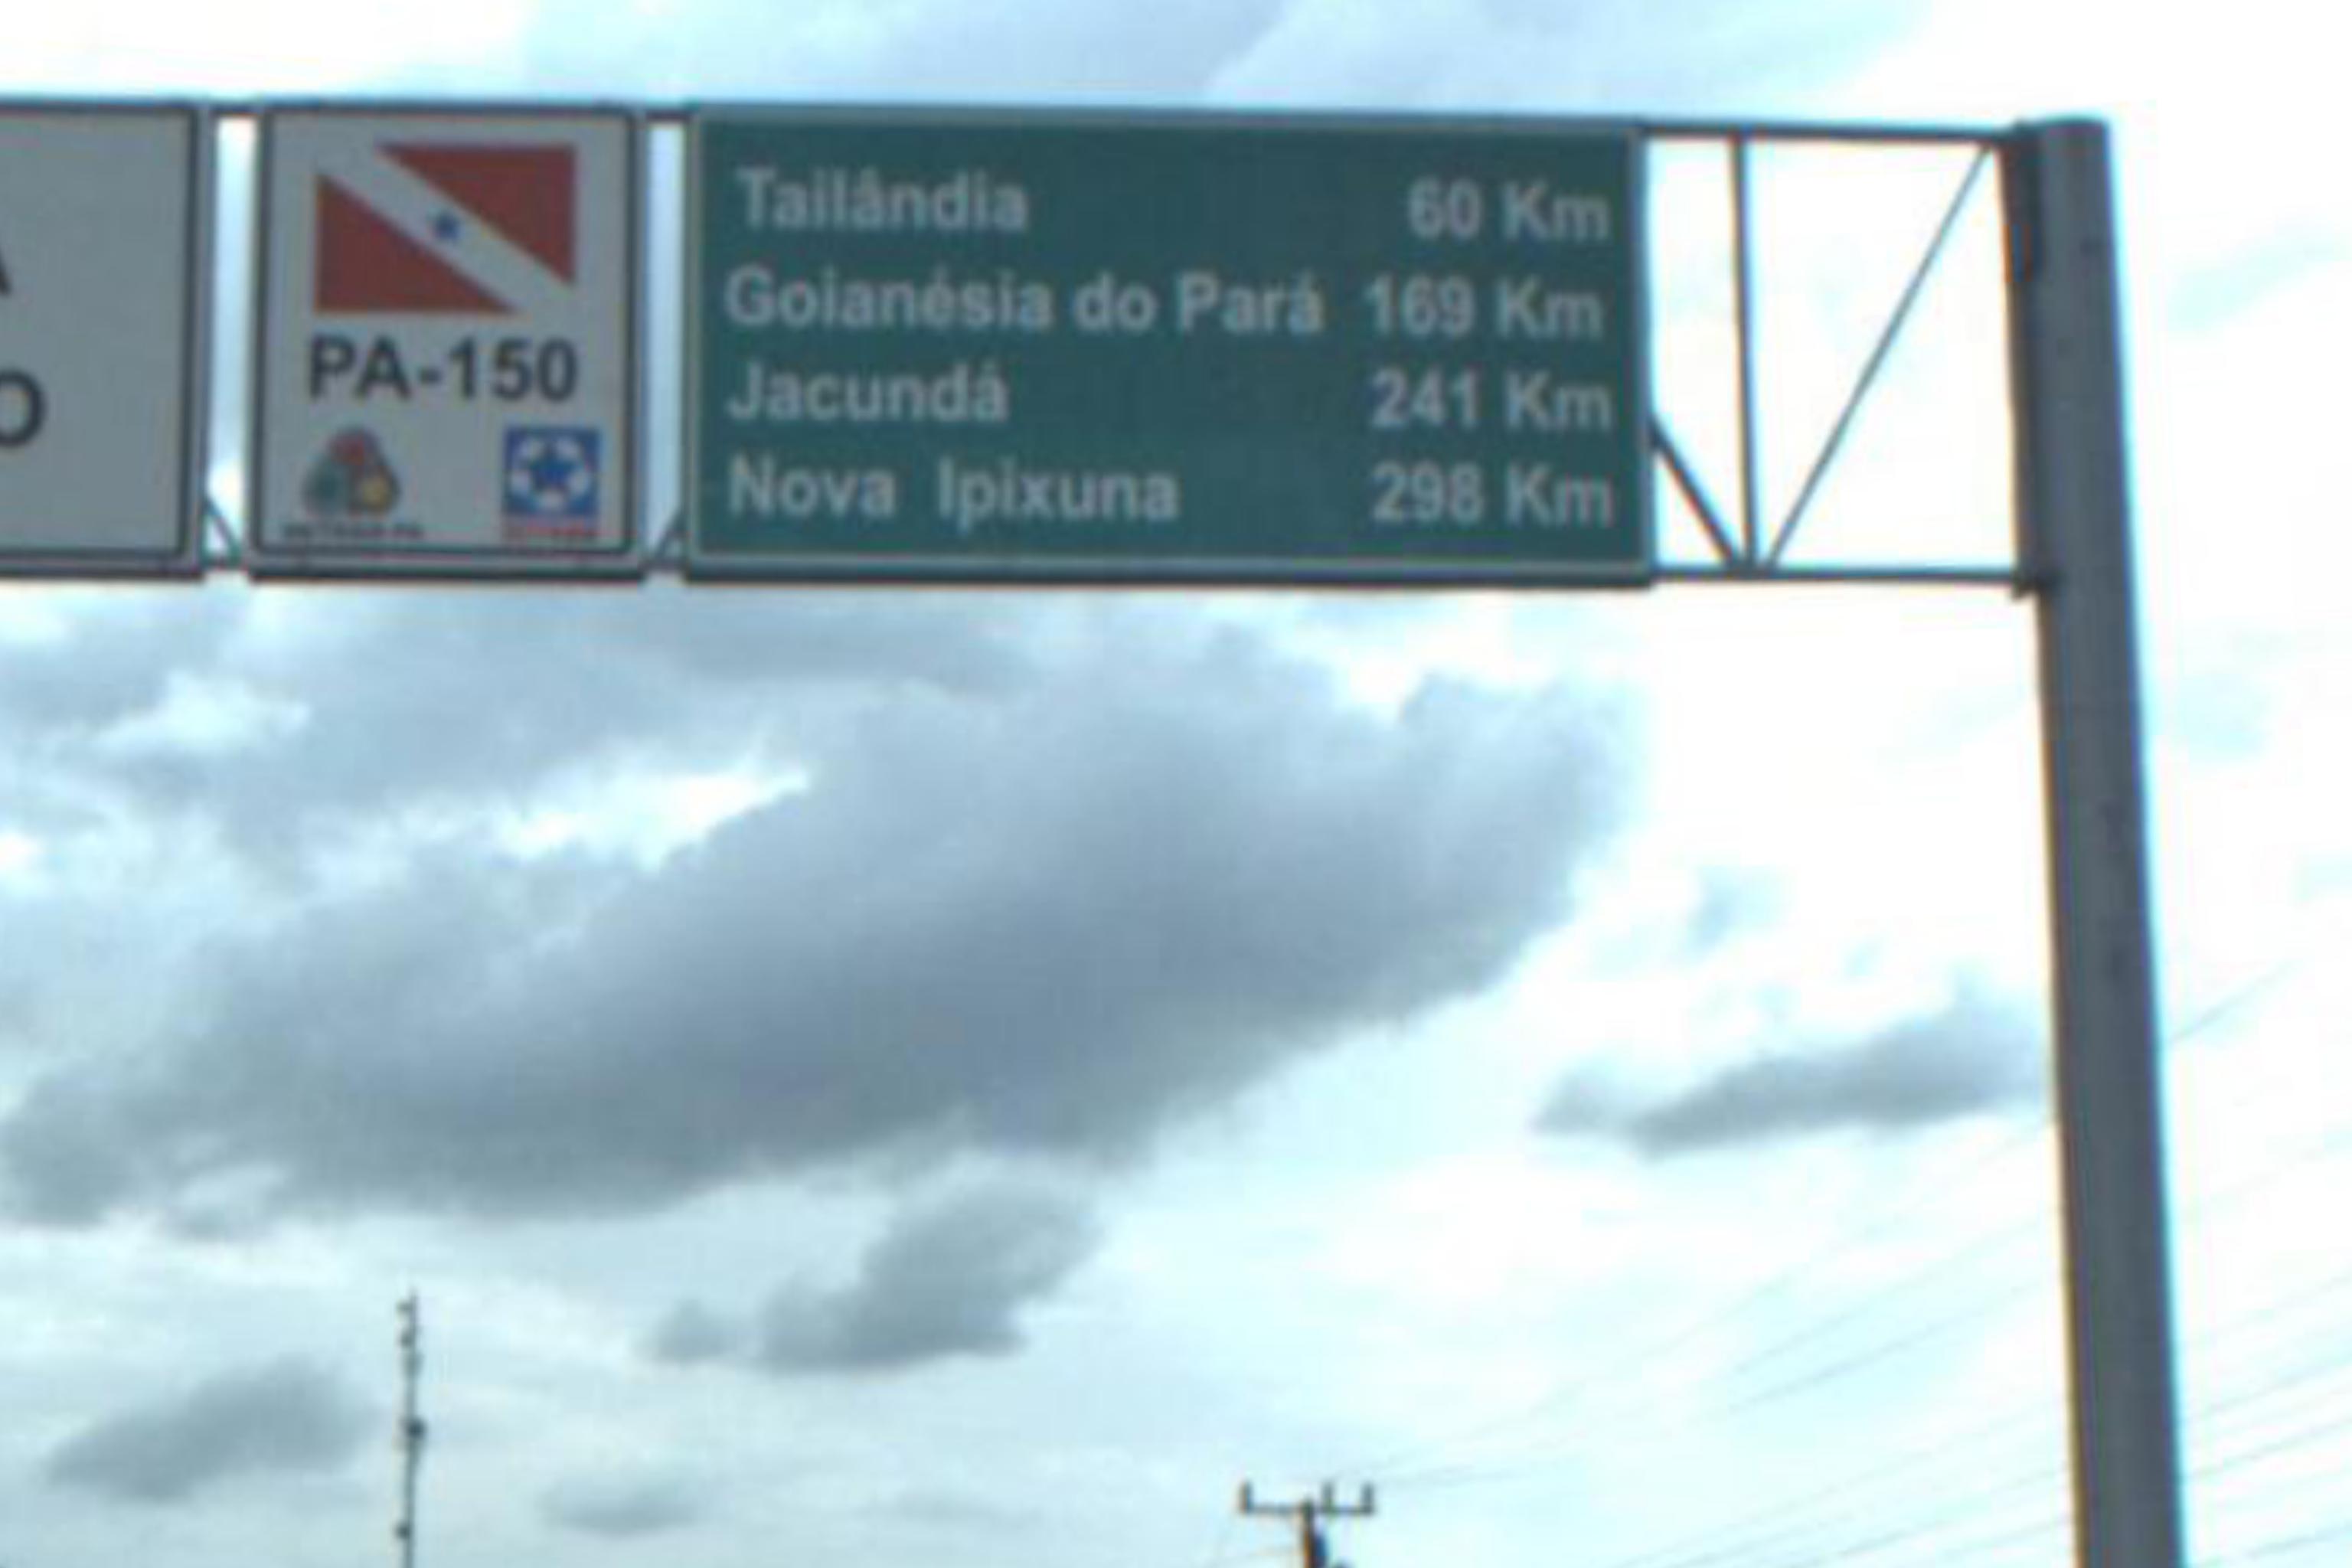 PA-150
Tailândia 60 Km
Goianésia do Pará 169 Km
Jacundá 241 Km
Nova Ipixuna 298 Km